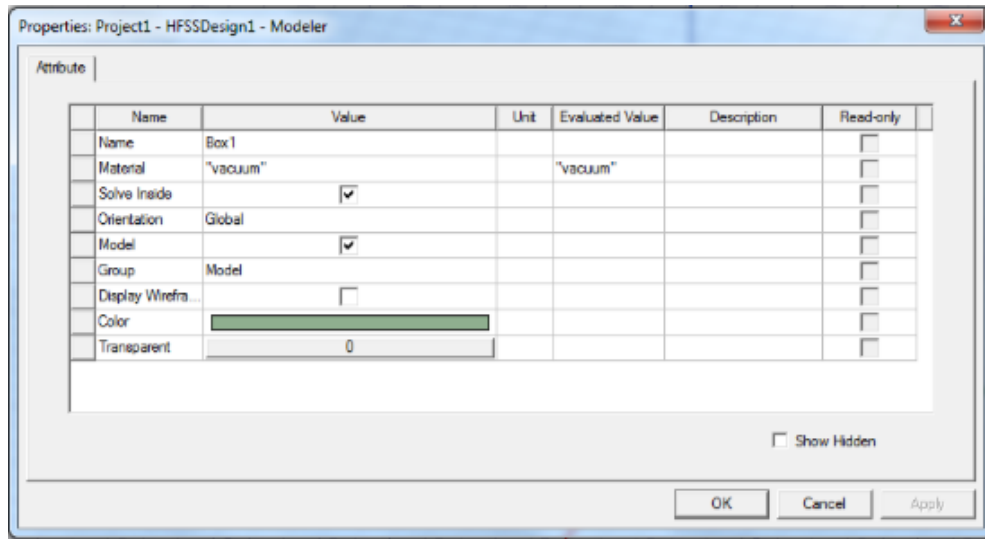 Properties: Project1 - HFSSDesign1 - Modeler
Attribute
Name Value Unit Evaluated Value Description Read-only
Name Box1
Material "vacuum" "vacuum"
Solve Inside
Orientation Global
Model
Group Model
Display Wirefra...
Color
Transparent 0
Show Hidden
OK Cancel Apply